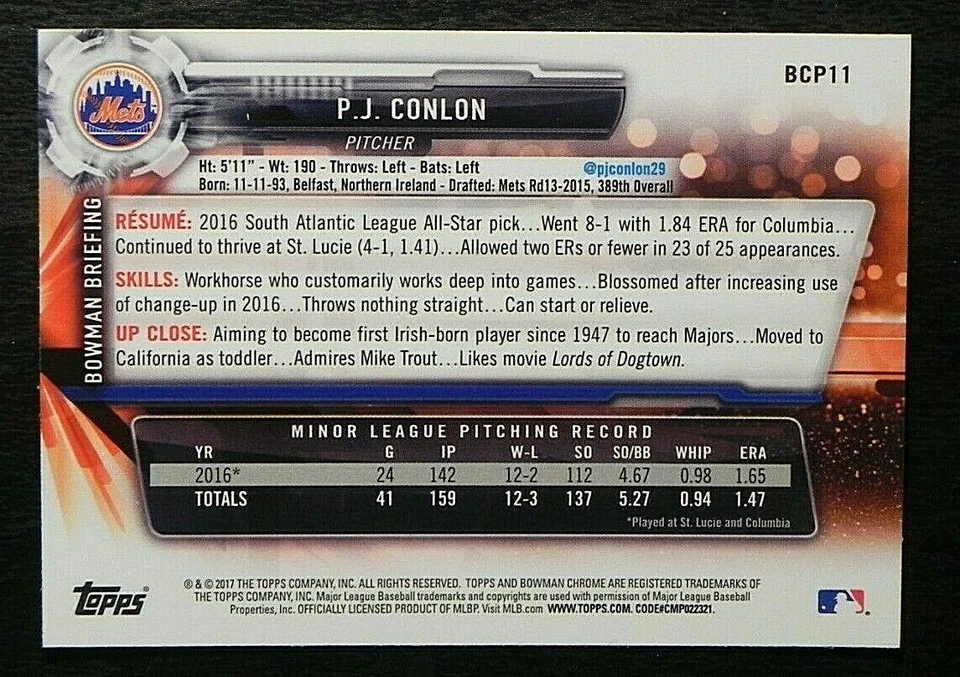 BCP11
Mets
P.J. CONLON
PITCHER
Ht: 5'11" - Wt: 190 - Throws: Left - Bats: Left @pjconlon29
Born: 11-11-93, Belfast, Northern Ireland - Drafted: Mets Rd13-2015, 389th Overall
BOWMAN BRIEFING
RÉSUMÉ: 2016 South Atlantic League All-Star pick...Went 8-1 with 1.84 ERA for Columbia...
Continued to thrive at St. Lucie (4-1, 1.41)...Allowed two ERs or fewer in 23 of 25 appearances.
SKILLS: Workhorse who customarily works deep into games...Blossomed after increasing use
of change-up in 2016...Throws nothing straight...Can start or relieve.
UP CLOSE: Aiming to become first Irish-born player since 1947 to reach Majors...Moved to
California as toddler...Admires Mike Trout...Likes movie Lords of Dogtown.
MINOR LEAGUE PITCHING RECORD
YR G IP W-L SO SO/BB WHIP ERA
2016* 24 142 12-2 112 4.67 0.98 1.65
TOTALS 41 159 12-3 137 5.27 0.94 1.47
*Played at St. Lucie and Columbia
topps®
® & © 2017 THE TOPPS COMPANY, INC. ALL RIGHTS RESERVED. TOPPS AND BOWMAN CHROME ARE REGISTERED TRADEMARKS OF
THE TOPPS COMPANY, INC. Major League Baseball trademarks and copyrights are used with permission of Major League Baseball
Properties, Inc. OFFICIALLY LICENSED PRODUCT OF MLBP. Visit MLB.com WWW.TOPPS.COM. CODE#CMP022321.